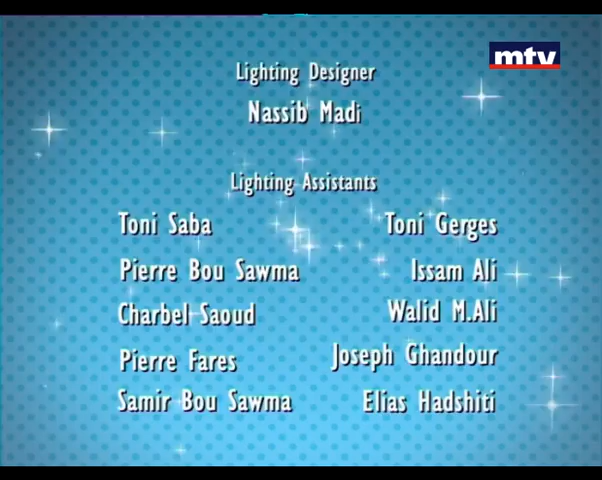 mtv
Lighting Designer
Nassib Madi
Lighting Assistants
Toni Saba
Toni Gerges
Pierre Bou Sawma
Issam Ali
Charbel Saoud
Walid M.Ali
Pierre Fares
Joseph Ghandour
Samir Bou Sawma
Elias Hadshiti